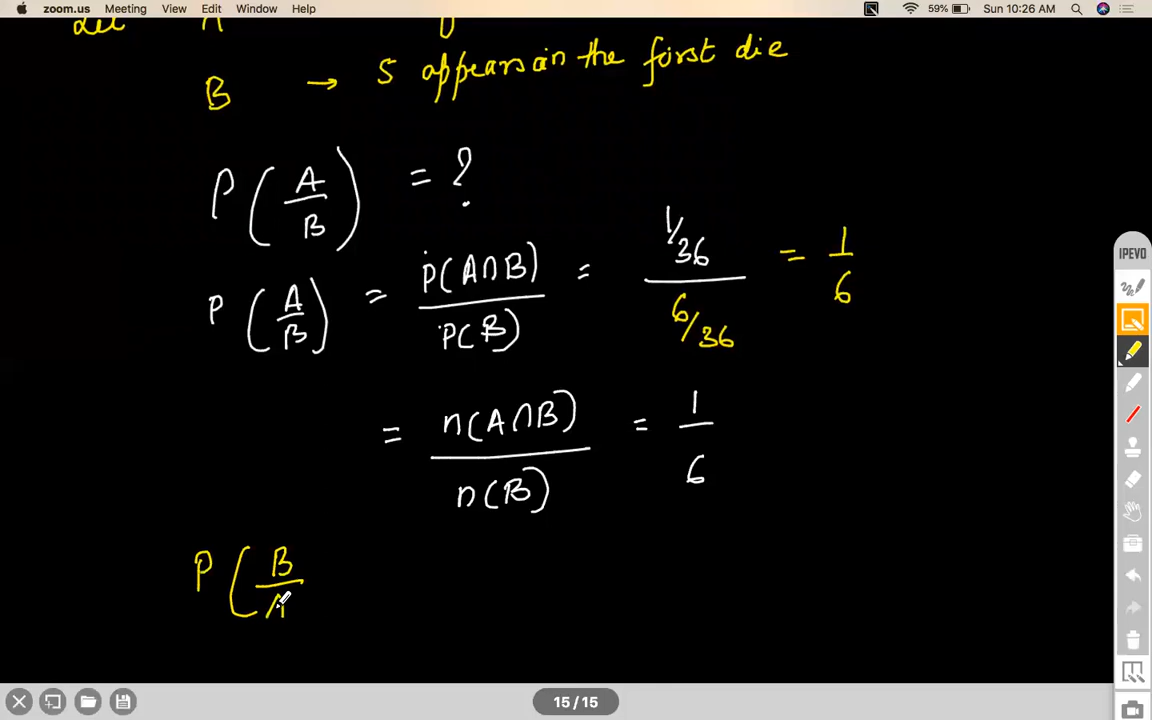 zoom.us Meeting View Edit Window Help 59% Sun 10:26 AM
Let A
B → 5 appears in the first die
P(A/B) = ?
P(A/B) = P(A∩B)/P(B) = (1/36)/(6/36) = 1/6
= n(A∩B)/n(B) = 1/6
P(B/A
IPEVO
15/15